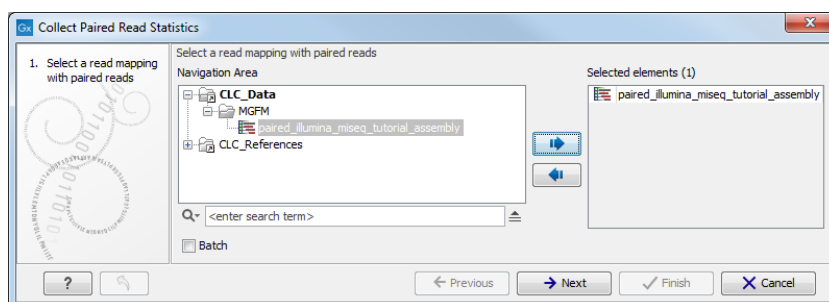 Gx Collect Paired Read Statistics
1. Select a read mapping
with paired reads
Select a read mapping with paired reads
Navigation Area
CLC_Data
MGFM
paired_illumina_miseq_tutorial_assembly
CLC_References
<enter search term>
Batch
Selected elements (1)
paired_illumina_miseq_tutorial_assembly
?
Previous
Next
Finish
Cancel